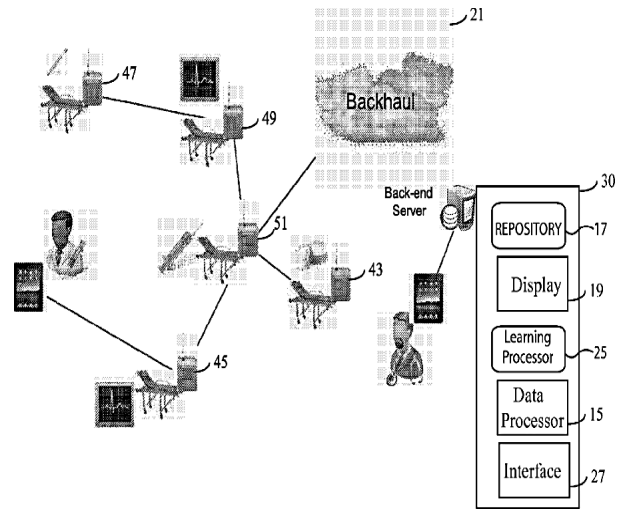 21
47
49
Backhaul
Back-end
Server
30
REPOSITORY
17
51
43
Display
19
Learning
Processor
25
45
Data
Processor
15
Interface
27